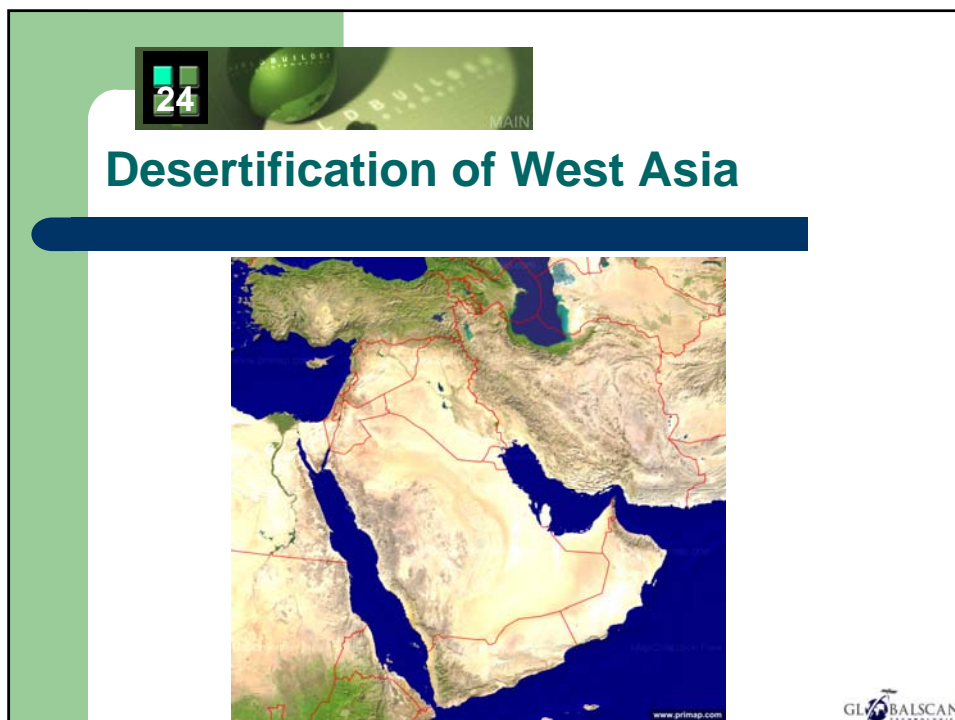 24
MAIN
Desertification of West Asia
www.primap.com
GLOBALSCAN